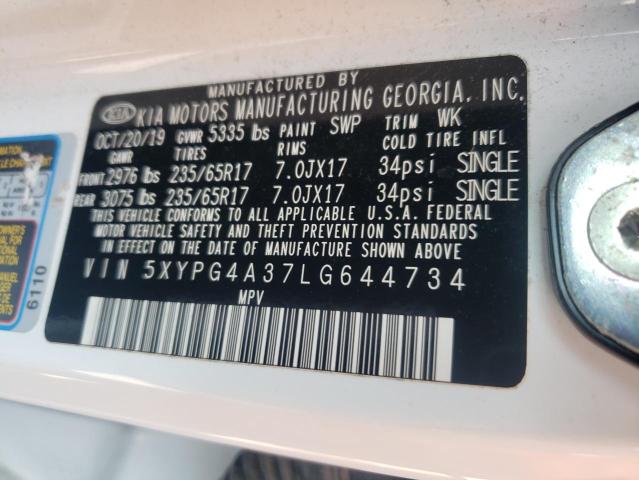 MANUFACTURED BY
KIA KIA MOTORS MANUFACTURING GEORGIA, INC.
OCT/20/19 GVWR 5335 lbs PAINT SWP TRIM WK
GAWR TIRES RIMS COLD TIRE INFL
FRONT 2976 lbs 235/65R17 7.0JX17 34psi SINGLE
REAR 3075 lbs 235/65R17 7.0JX17 34psi SINGLE
THIS VEHICLE CONFORMS TO ALL APPLICABLE U.S.A. FEDERAL
MOTOR VEHICLE SAFETY AND THEFT PREVENTION STANDARDS
IN EFFECT ON THE DATE OF MANUFACTURE SHOWN ABOVE.
VIN 5XYPG4A37LG644734
MPV
6110